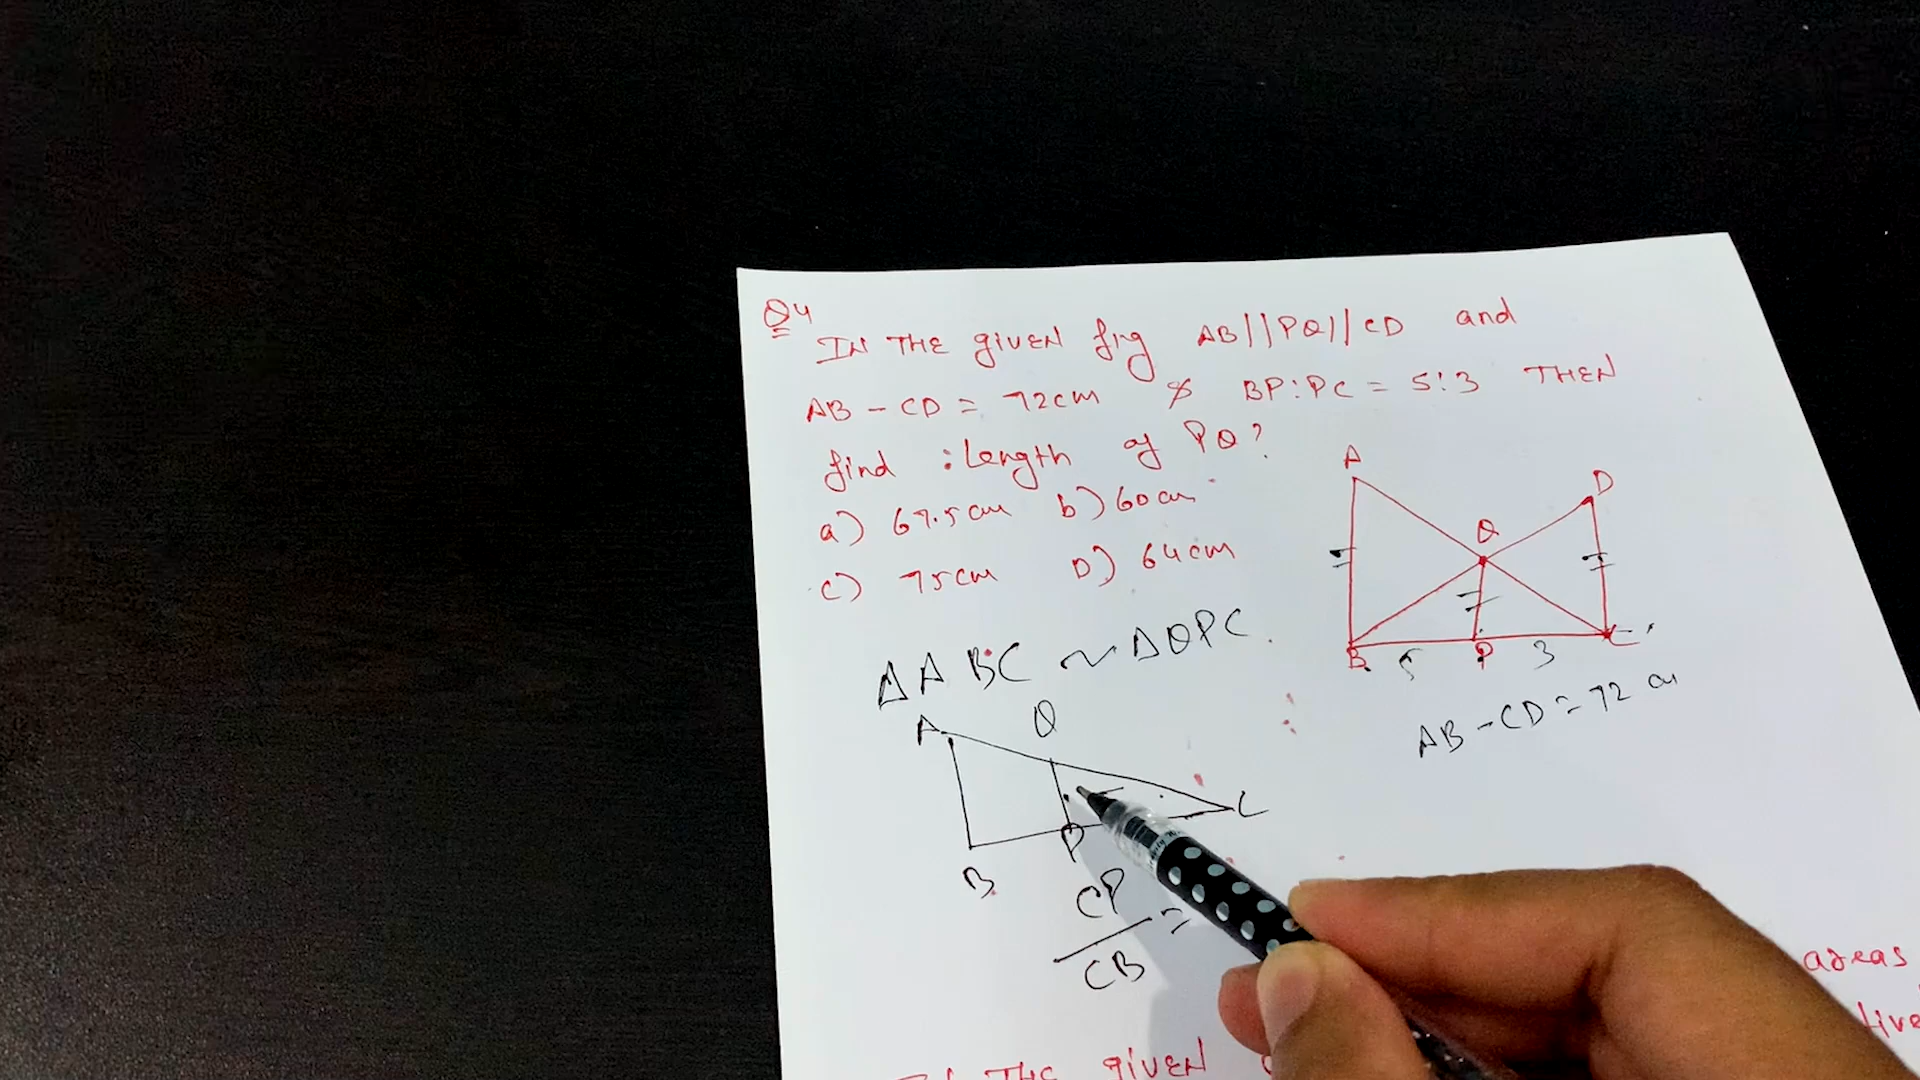 Q4
IN THE given fig AB||PQ||CD and
AB - CD = 72cm & BP:PC = 5:3 THEN
find : Length of PQ?
a) 67.5cm b) 60cm
c) 75cm D) 64cm
A
D
Q
B 5 P 3 C
AB - CD = 72 cm
ΔABC ~ ΔQPC.
A Q
C
P
B
CP
CB =
areas
THE given